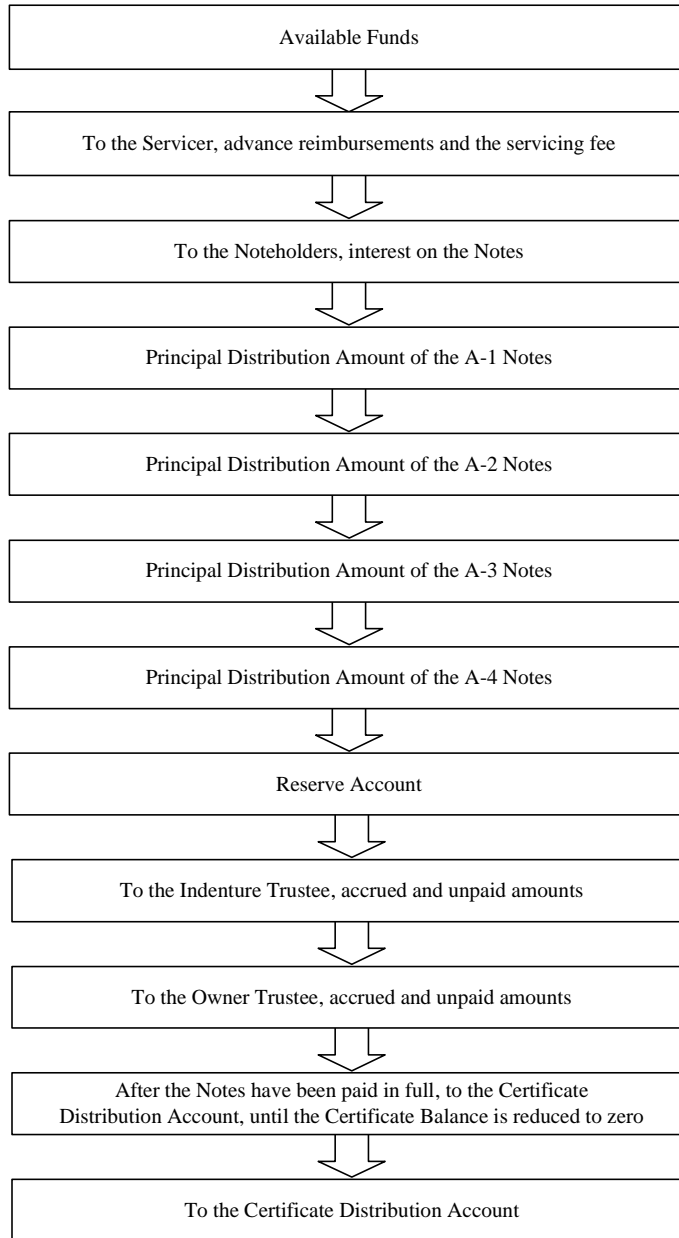 Available Funds
To the Servicer, advance reimbursements and the servicing fee
To the Noteholders, interest on the Notes
Principal Distribution Amount of the A-1 Notes
Principal Distribution Amount of the A-2 Notes
Principal Distribution Amount of the A-3 Notes
Principal Distribution Amount of the A-4 Notes
Reserve Account
To the Indenture Trustee, accrued and unpaid amounts
To the Owner Trustee, accrued and unpaid amounts
After the Notes have been paid in full, to the Certificate
Distribution Account, until the Certificate Balance is reduced to zero
To the Certificate Distribution Account